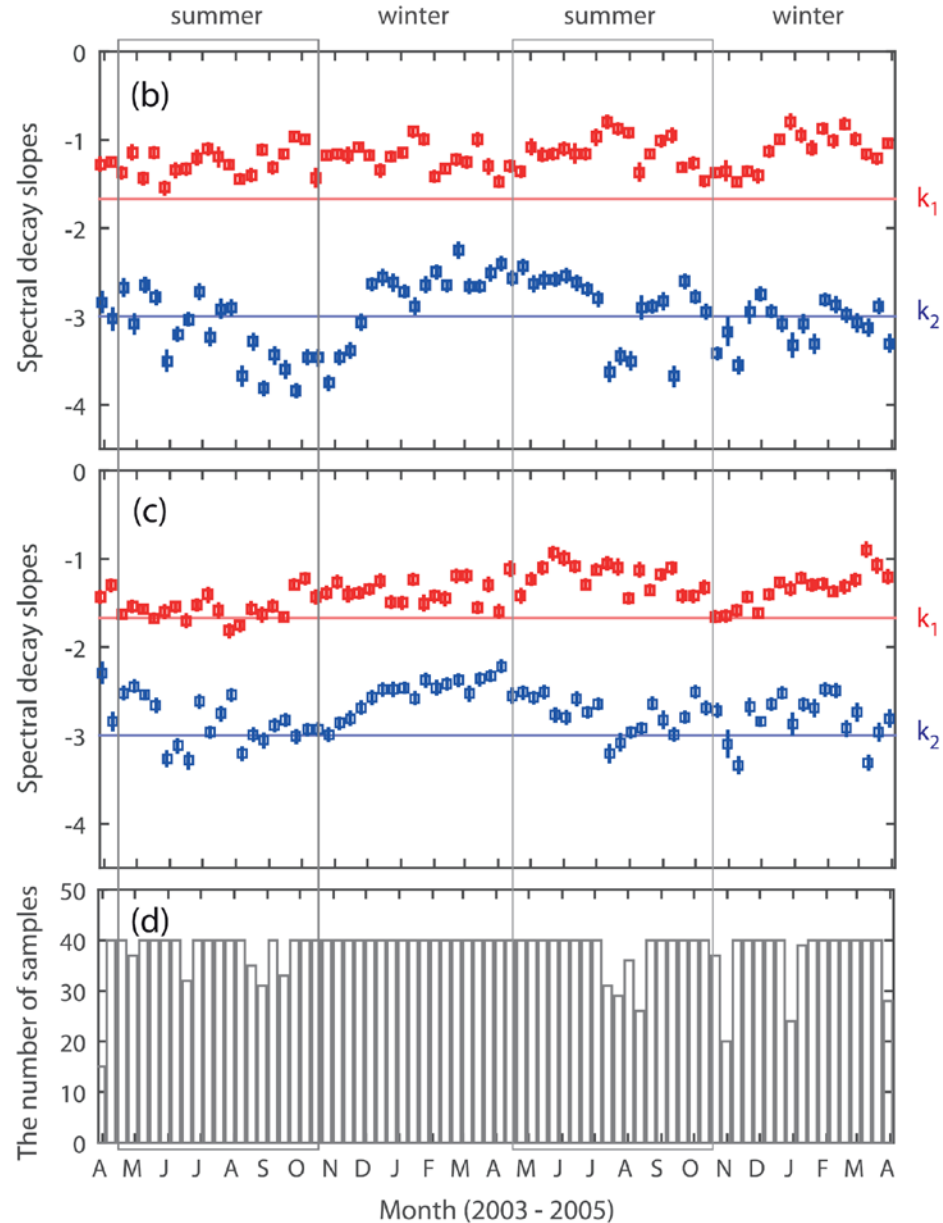 summer winter summer winter
0
(b)
-1
k1
-2
-3
k2
-4
Spectral decay slopes
0
(c)
-1
k1
-2
-3
k2
-4
Spectral decay slopes
50
(d)
40
30
20
10
0
The number of samples
A M J J A S O N D J F M A M J J A S O N D J F M A
Month (2003 - 2005)